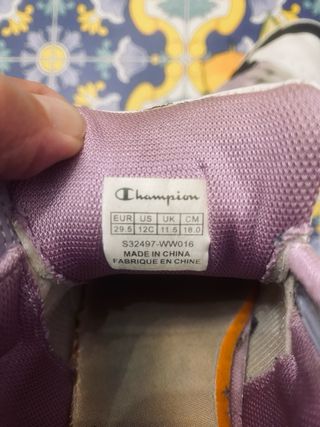 Champion
EUR US UK CM
29.5 12C 11.5 18.0
S32497-WW016
MADE IN CHINA
FABRIQUE EN CHINE